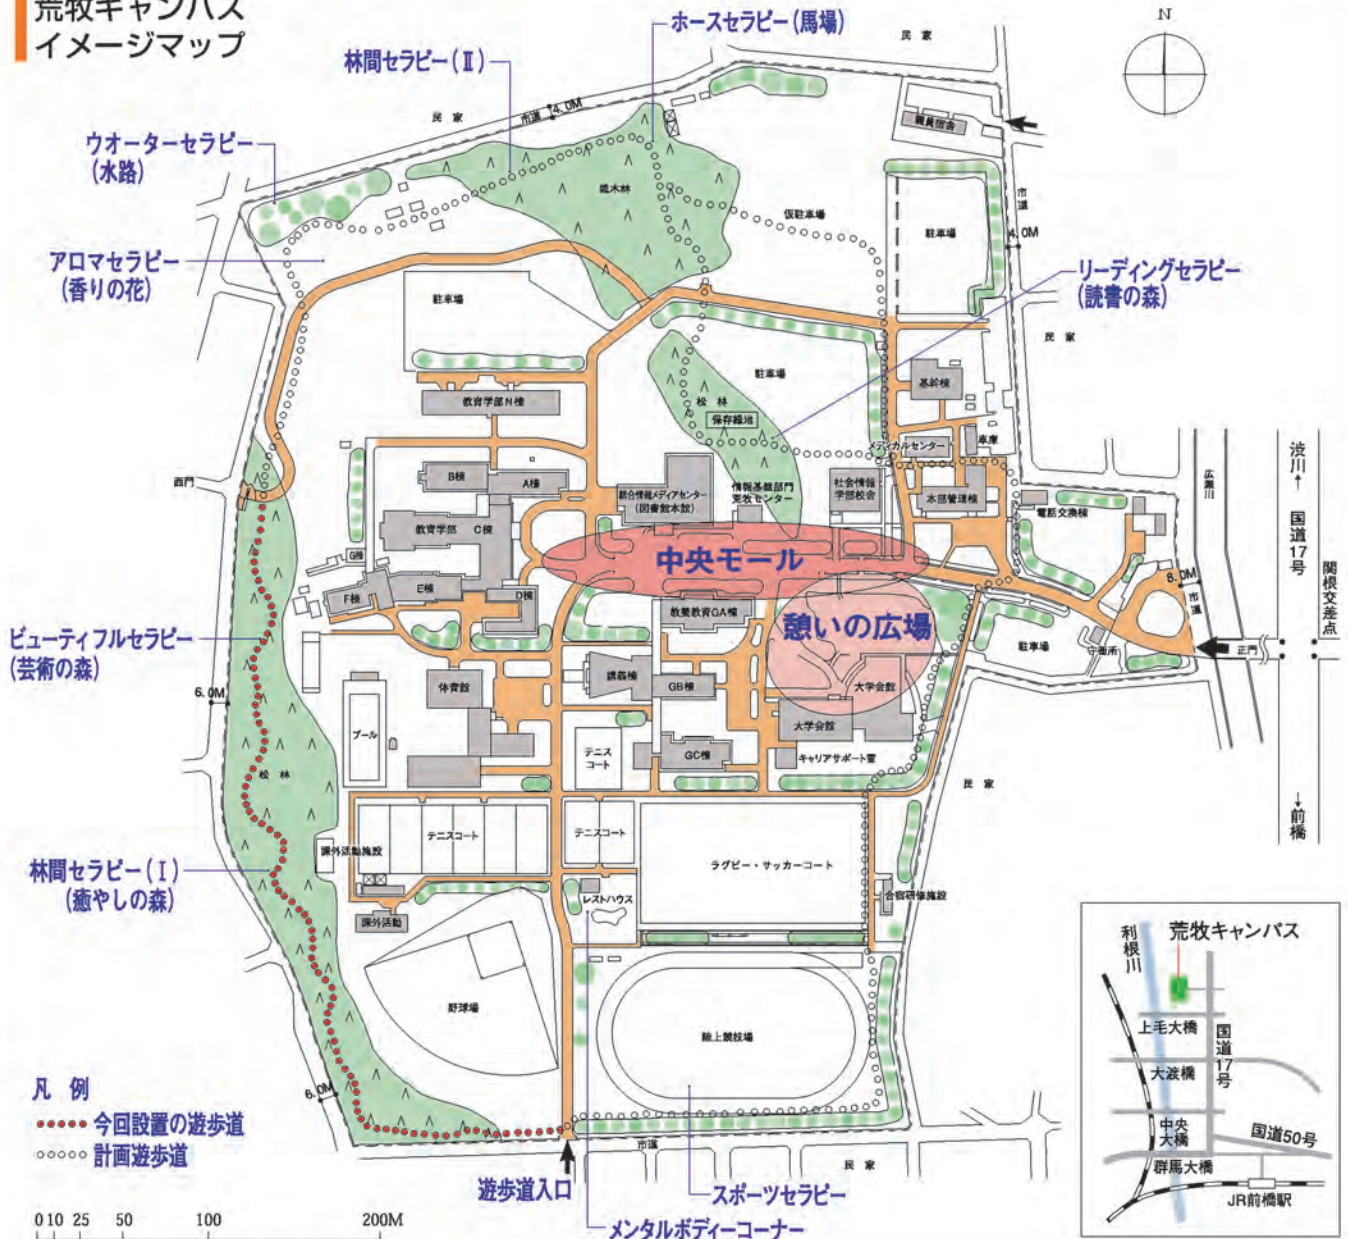 荒牧キャンパス
イメージマップ
ホースセラピー(馬場)
林間セラピー(Ⅱ)
民 家
N
民 家
市道
4.0M
職員宿舎
ウオーターセラピー
(水路)
雑木林
仮駐車場
駐車場
市道
4.0M
アロマセラピー
(香りの花)
リーディングセラピー
(読書の森)
駐車場
民 家
駐車場
基幹棟
教育学部N棟
松 林
保存緑地
メディカルセンター
車庫
西門
B棟
A棟
総合情報メディアセンター
(図書館本館)
情報基盤部門
荒牧センター
社会情報
学部校舎
本部管理棟
電話交換棟
広瀬川
渋川→
国道17号
関根交差点
教育学部 C棟
中央モール
G棟
F棟
E棟
D棟
教養教育GA棟
憩いの広場
8.0M
市道
正門
守衛所
駐車場
ビューティフルセラピー
(芸術の森)
6.0M
体育館
講義棟
GB棟
大学会館
大学会館
プール
テニス
コート
GC棟
キャリアサポート室
松 林
民 家
→前橋
課外活動施設
テニスコート
テニスコート
ラグビー・サッカーコート
林間セラピー(Ⅰ)
(癒やしの森)
課外活動
レストハウス
合宿研修施設
野球場
陸上競技場
利根川
荒牧キャンパス
上毛大橋
国道17号
大渡橋
中央
大橋
国道50号
群馬大橋
JR前橋駅
凡 例
今回設置の遊歩道
計画遊歩道
6.0M
市道
民 家
遊歩道入口
スポーツセラピー
メンタルボディーコーナー
0 10 25 50 100 200M